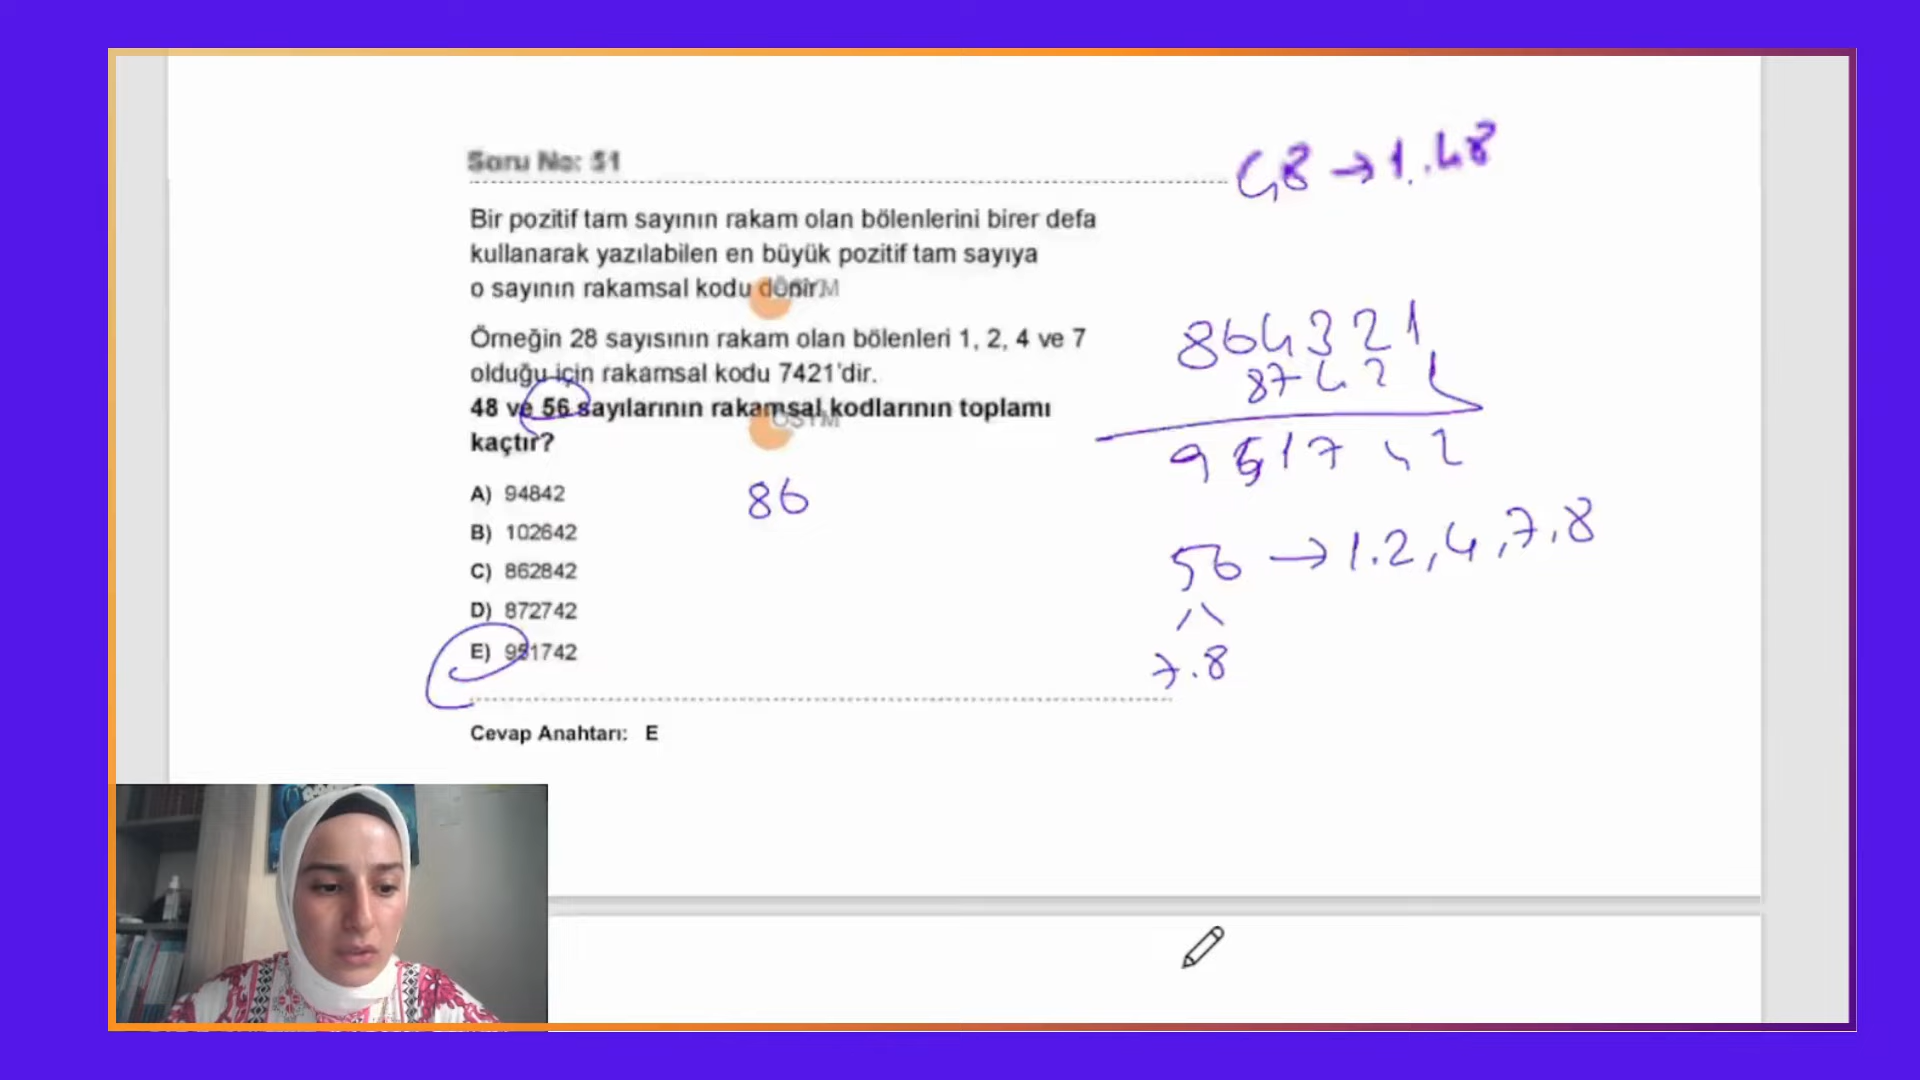 Soru No: 51
48 → 1.48
Bir pozitif tam sayının rakam olan bölenlerini birer defa
kullanarak yazılabilen en büyük pozitif tam sayıya
o sayının rakamsal kodu denir.
ÖSYM
Örneğin 28 sayısının rakam olan bölenleri 1, 2, 4 ve 7
olduğu için rakamsal kodu 7421'dir.
48 ve 56 sayılarının rakamsal kodlarının toplamı
kaçtır?
ÖSYM
A) 94842
B) 102642
C) 862842
D) 872742
E) 951742
86
864321
87421
951742
56 → 1.2,4,7,8
7.8
Cevap Anahtarı: E